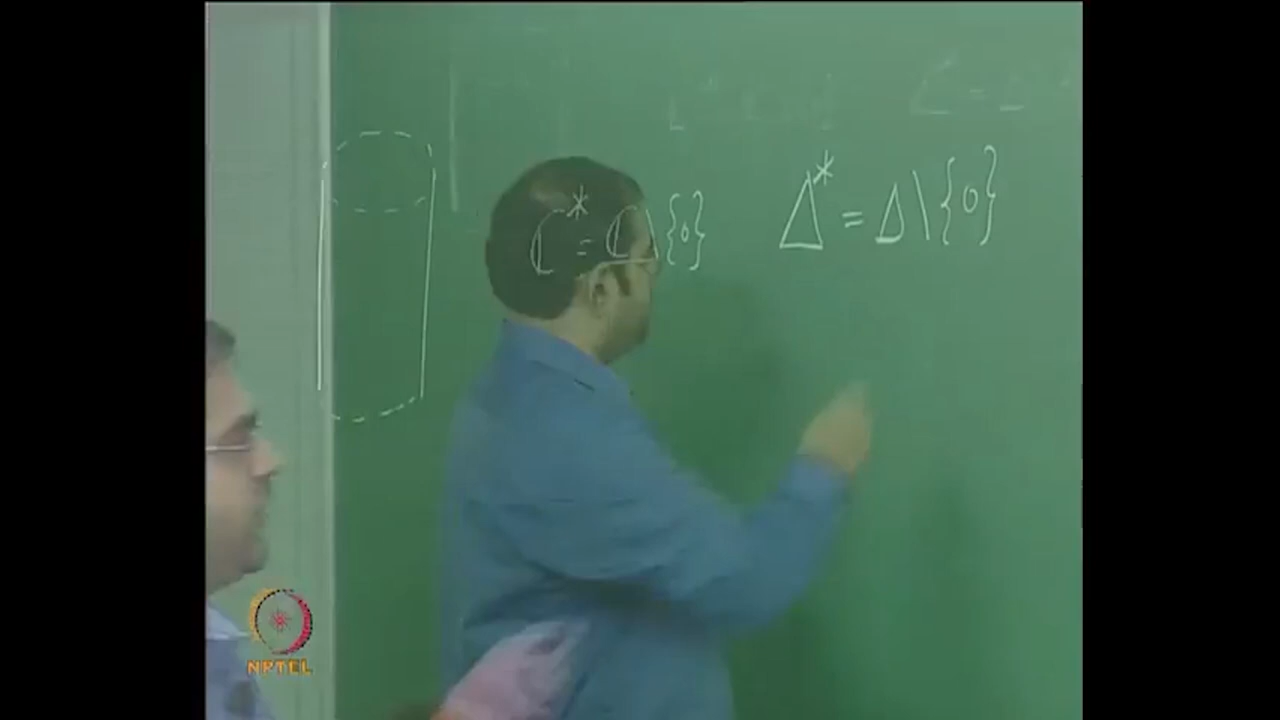 ℂ* = ℂ \ {0}
Δ* = Δ \ {0}
NPTEL